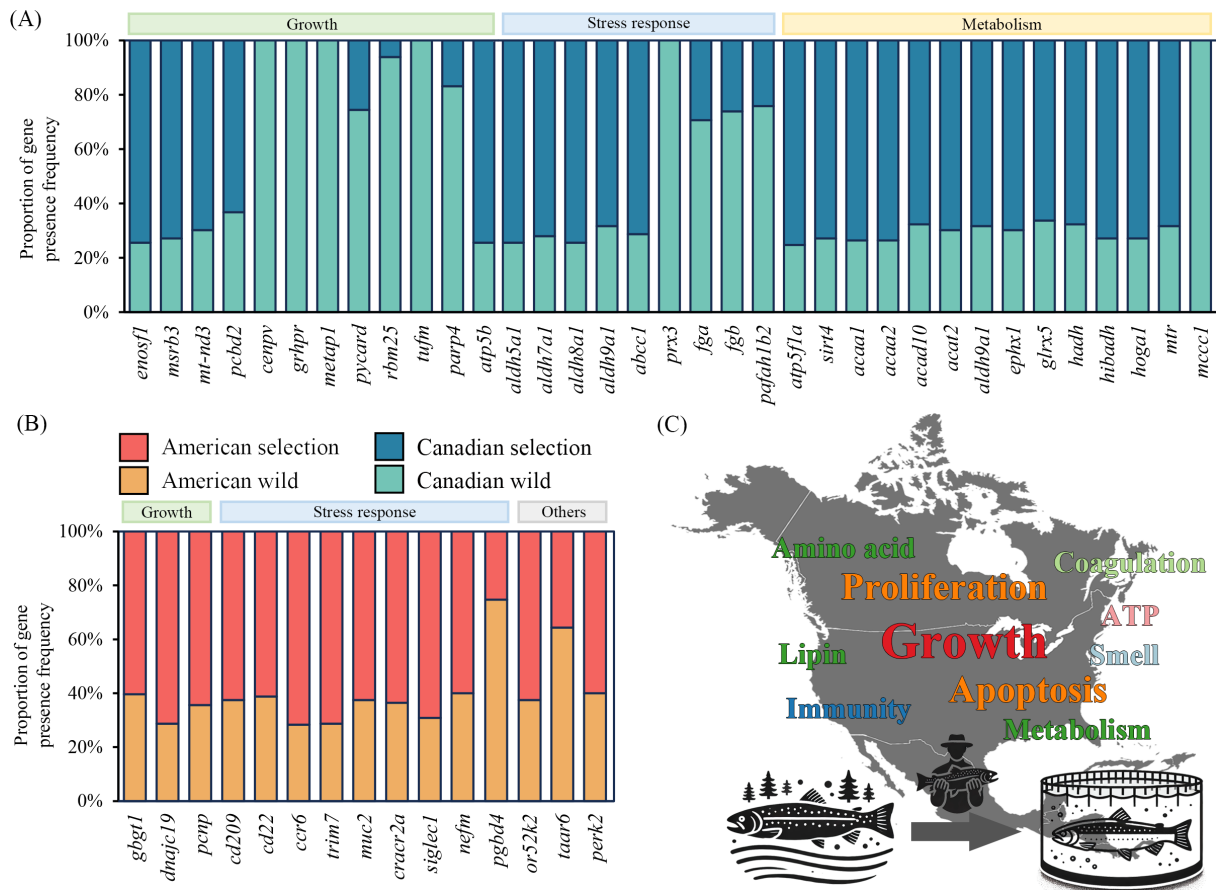 (A)
Growth
Stress response
Metabolism
Proportion of gene
presence frequency
100%
80%
60%
40%
20%
0%
enosf1
msrb3
mt-nd3
pcbd2
cenpv
grhpr
metap1
pycard
rbm25
tufm
parp4
atp5b
aldh5a1
aldh7a1
aldh8a1
aldh9a1
abcc1
prx3
fga
fgb
pafah1b2
atp5f1a
sirt4
acaa1
acaa2
acad10
acat2
aldh9a1
ephx1
glrx5
hadh
hibadh
hoga1
mtr
mccc1
(B)
American selection
Canadian selection
American wild
Canadian wild
Growth
Stress response
Others
Proportion of gene
presence frequency
100%
80%
60%
40%
20%
0%
gbgt1
dnajc19
pcnp
cd209
cd22
ccr6
trim7
muc2
cracr2a
siglec1
nefm
pgbd4
or52k2
taar6
perk2
(C)
Amino acid
Coagulation
Proliferation
ATP
Growth
Lipin
Smell
Apoptosis
Immunity
Metabolism